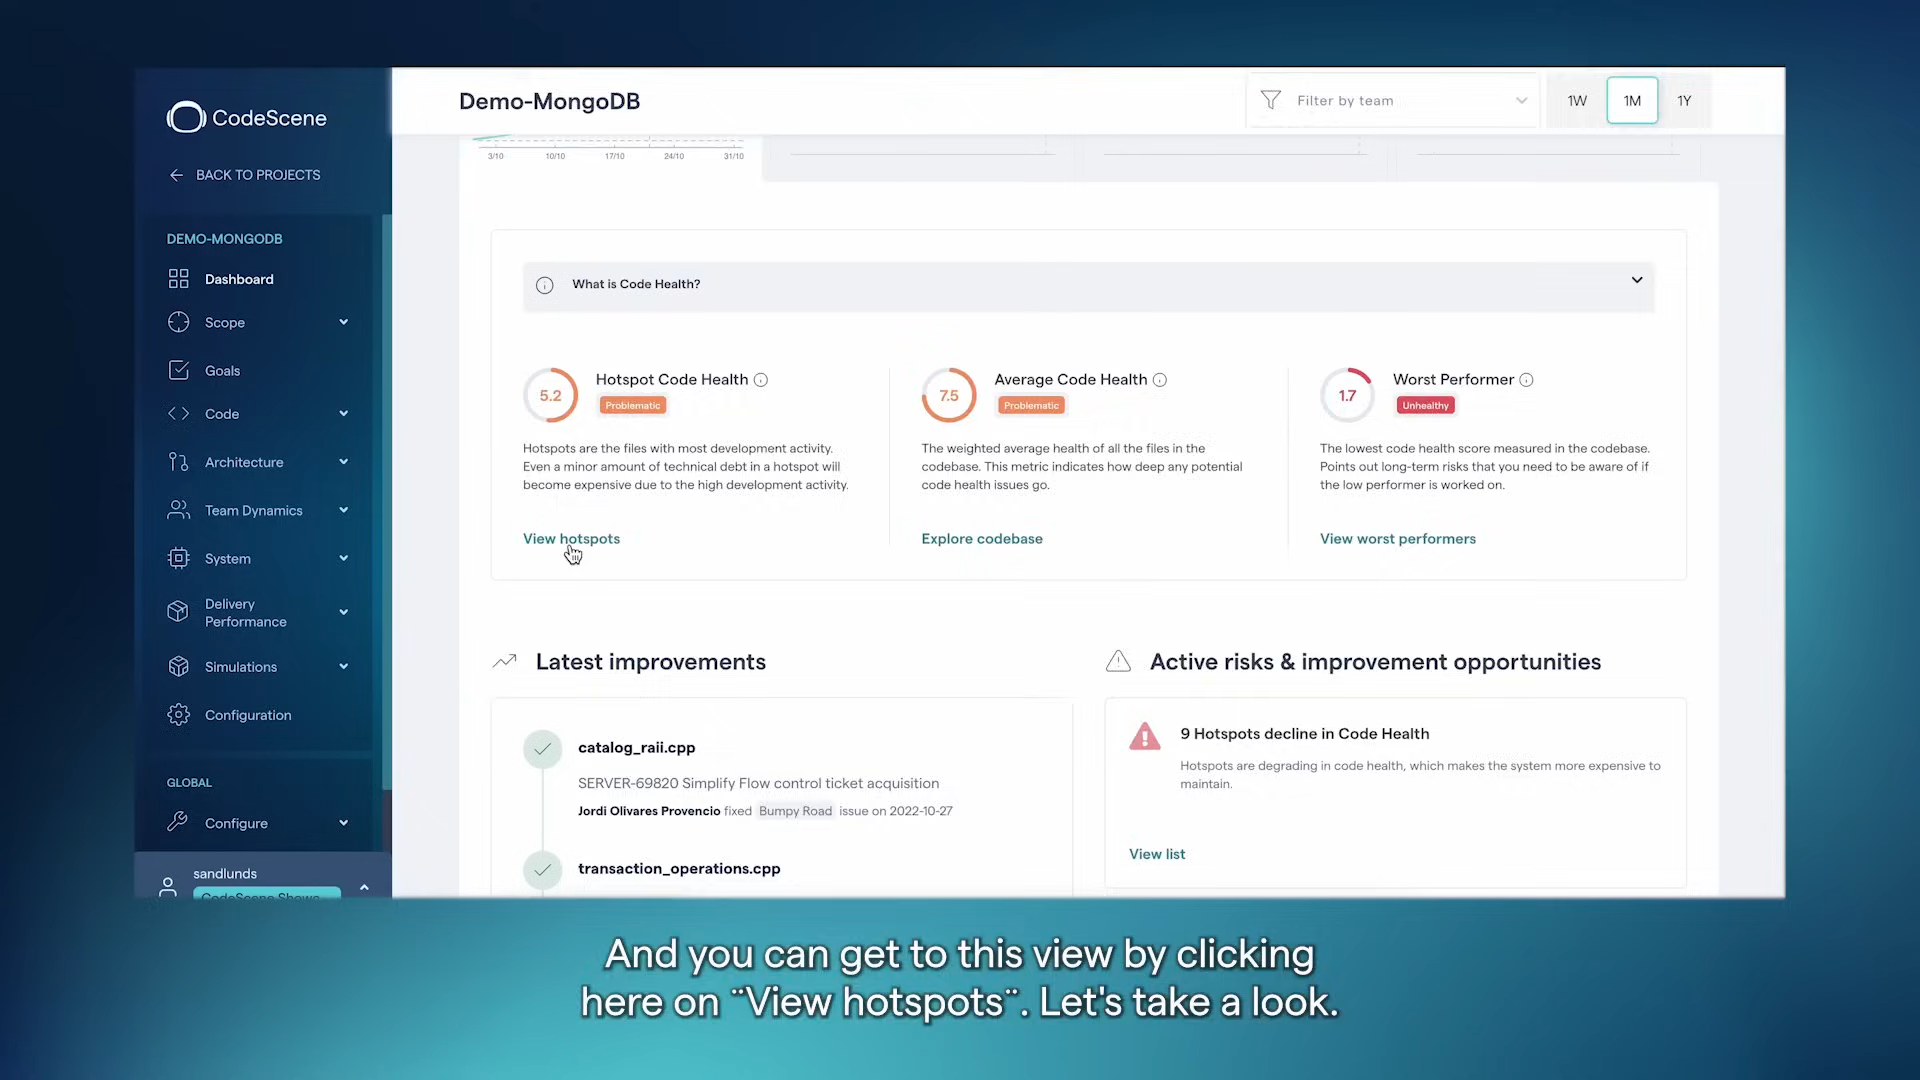 CodeScene
BACK TO PROJECTS
DEMO-MONGODB
Dashboard
Scope
Goals
Code
Architecture
Team Dynamics
System
Delivery
Performance
Simulations
Configuration
GLOBAL
Configure
sandlunds
Demo-MongoDB
Filter by team
1W 1M 1Y
3/10 10/10 17/10 24/10 31/10
What is Code Health?
5.2
Hotspot Code Health
Problematic
Hotspots are the files with most development activity.
Even a minor amount of technical debt in a hotspot will
become expensive due to the high development activity.
View hotspots
7.5
Average Code Health
Problematic
The weighted average health of all the files in the
codebase. This metric indicates how deep any potential
code health issues go.
Explore codebase
1.7
Worst Performer
Unhealthy
The lowest code health score measured in the codebase.
Points out long-term risks that you need to be aware of if
the low performer is worked on.
View worst performers
Latest improvements
catalog_raii.cpp
SERVER-69820 Simplify Flow control ticket acquisition
Jordi Olivares Provencio fixed Bumpy Road issue on 2022-10-27
transaction_operations.cpp
Active risks & improvement opportunities
9 Hotspots decline in Code Health
Hotspots are degrading in code health, which makes the system more expensive to
maintain.
View list
And you can get to this view by clicking
here on ¨View hotspots¨. Let's take a look.